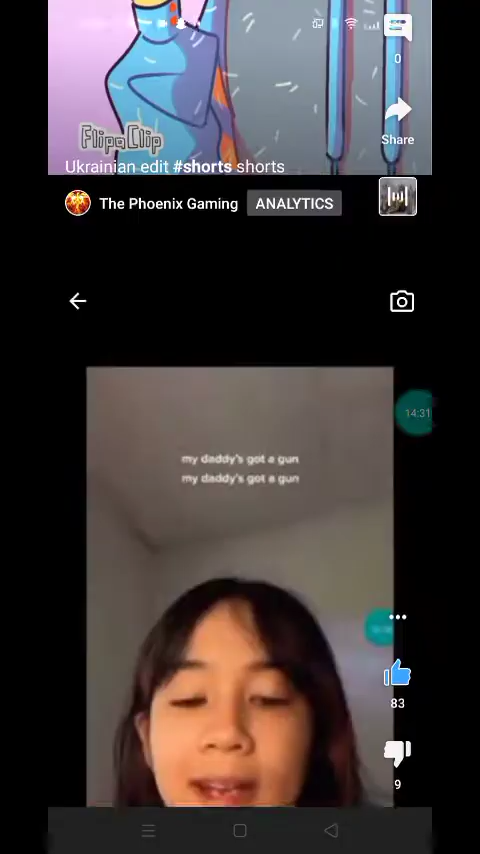 0
FlipaClip
Share
Ukrainian edit #shorts shorts
The Phoenix Gaming ANALYTICS
14:31
my daddy's got a gun
my daddy's got a gun
83
9